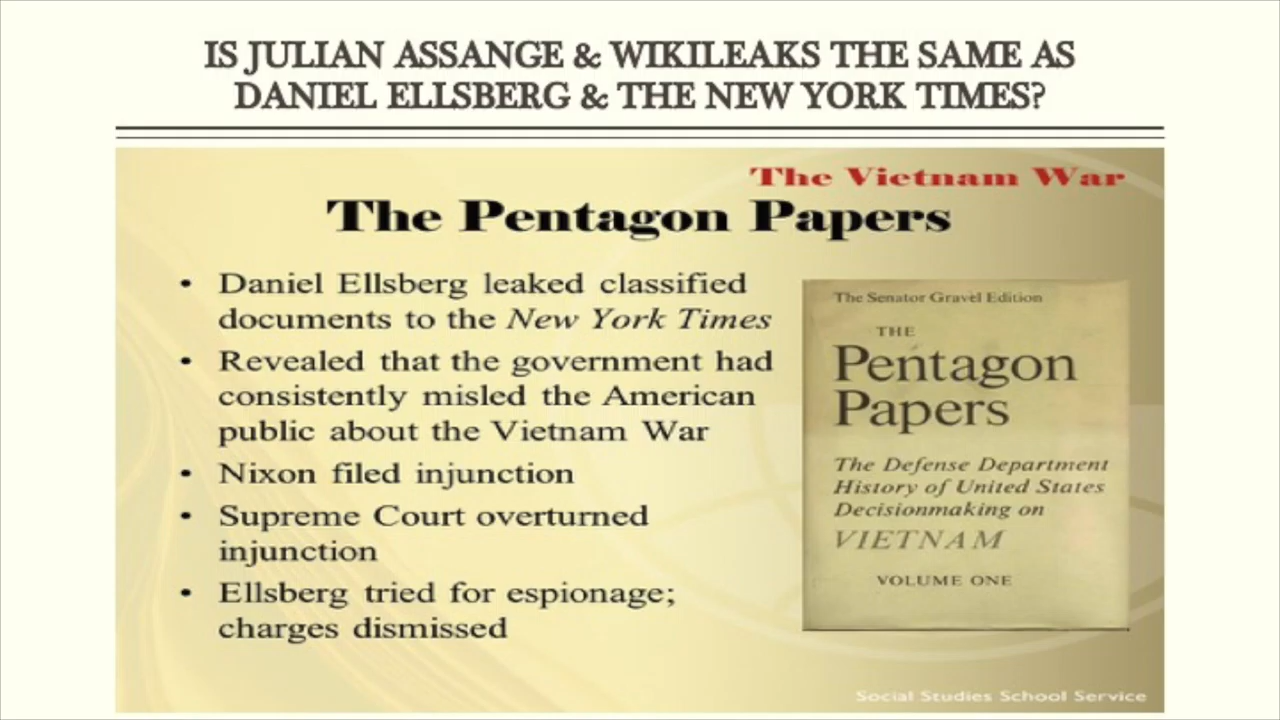 IS JULIAN ASSANGE & WIKILEAKS THE SAME AS
DANIEL ELLSBERG & THE NEW YORK TIMES?
The Vietnam War
The Pentagon Papers
• Daniel Ellsberg leaked classified
documents to the New York Times
• Revealed that the government had
consistently misled the American
public about the Vietnam War
• Nixon filed injunction
• Supreme Court overturned
injunction
• Ellsberg tried for espionage;
charges dismissed
The Senator Gravel Edition
THE
Pentagon
Papers
The Defense Department
History of United States
Decisionmaking on
VIETNAM
VOLUME ONE
Social Studies School Service